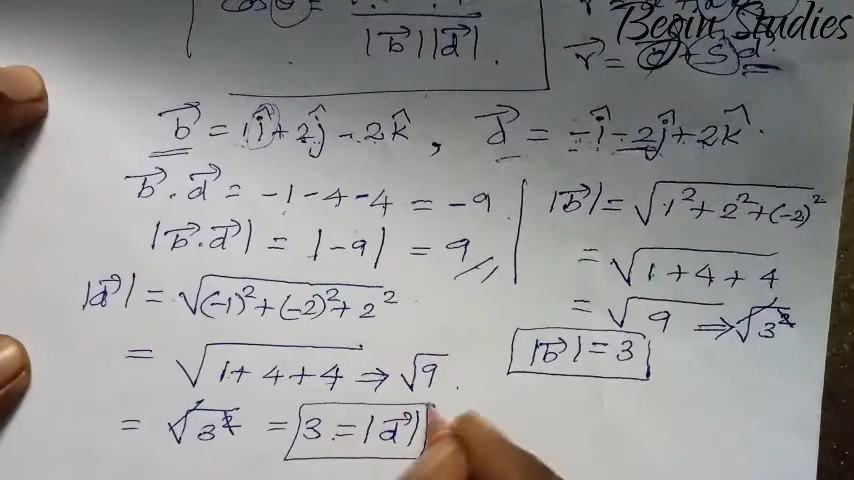 cos θ =
|b⃗| |d⃗| .
Begin Studies
r⃗ = + s d⃗
b⃗ = 1î + 2ĵ - 2k̂ , d⃗ = -î - 2ĵ + 2k̂ .
b⃗ . d⃗ = -1 - 4 - 4 = -9 .
|b⃗ . d⃗| = |-9| = 9 //
|b⃗| = √(1² + 2² + (-2)²)
= √(1 + 4 + 4)
= √9 ⇒ √3²
|b⃗| = 3
|d⃗| = √((-1)² + (-2)² + 2²)
= √(1 + 4 + 4) ⇒ √9 .
= √3² = 3 = |d⃗|